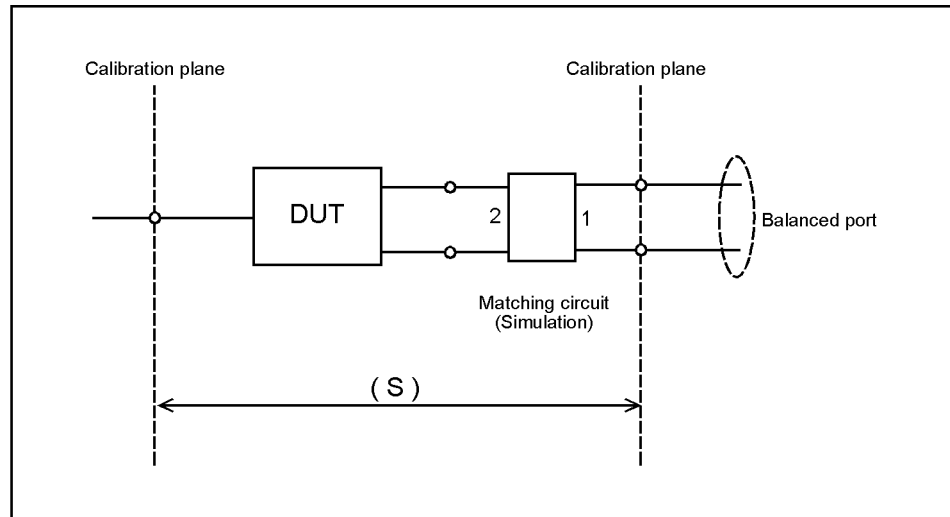 Calibration plane
Calibration plane
DUT
2
1
Balanced port
Matching circuit
(Simulation)
( S )